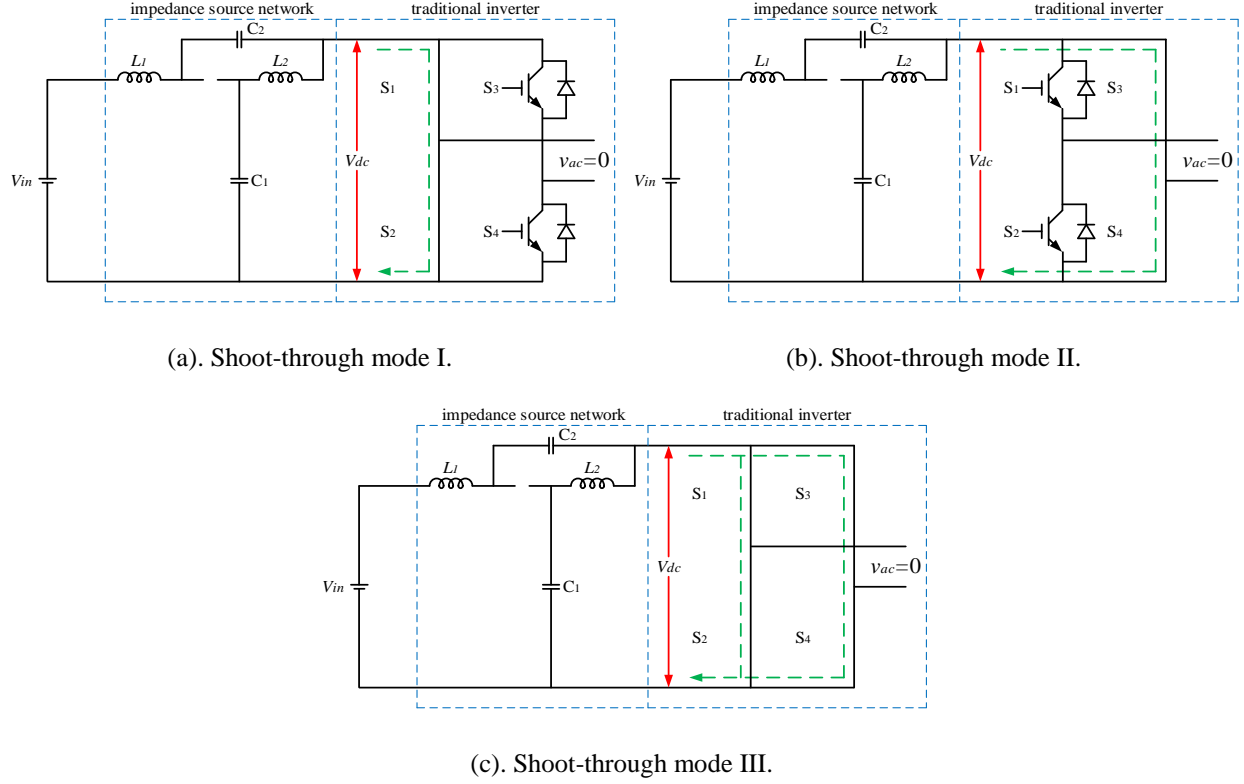 impedance source network traditional inverter
C2
L1 L2
S1 S3
Vin C1 Vdc vac=0
S2 S4
(a). Shoot-through mode I.
impedance source network traditional inverter
C2
L1 L2
S1 S3
Vin C1 Vdc vac=0
S2 S4
(b). Shoot-through mode II.
impedance source network traditional inverter
C2
L1 L2
S1 S3
Vin C1 Vdc vac=0
S2 S4
(c). Shoot-through mode III.